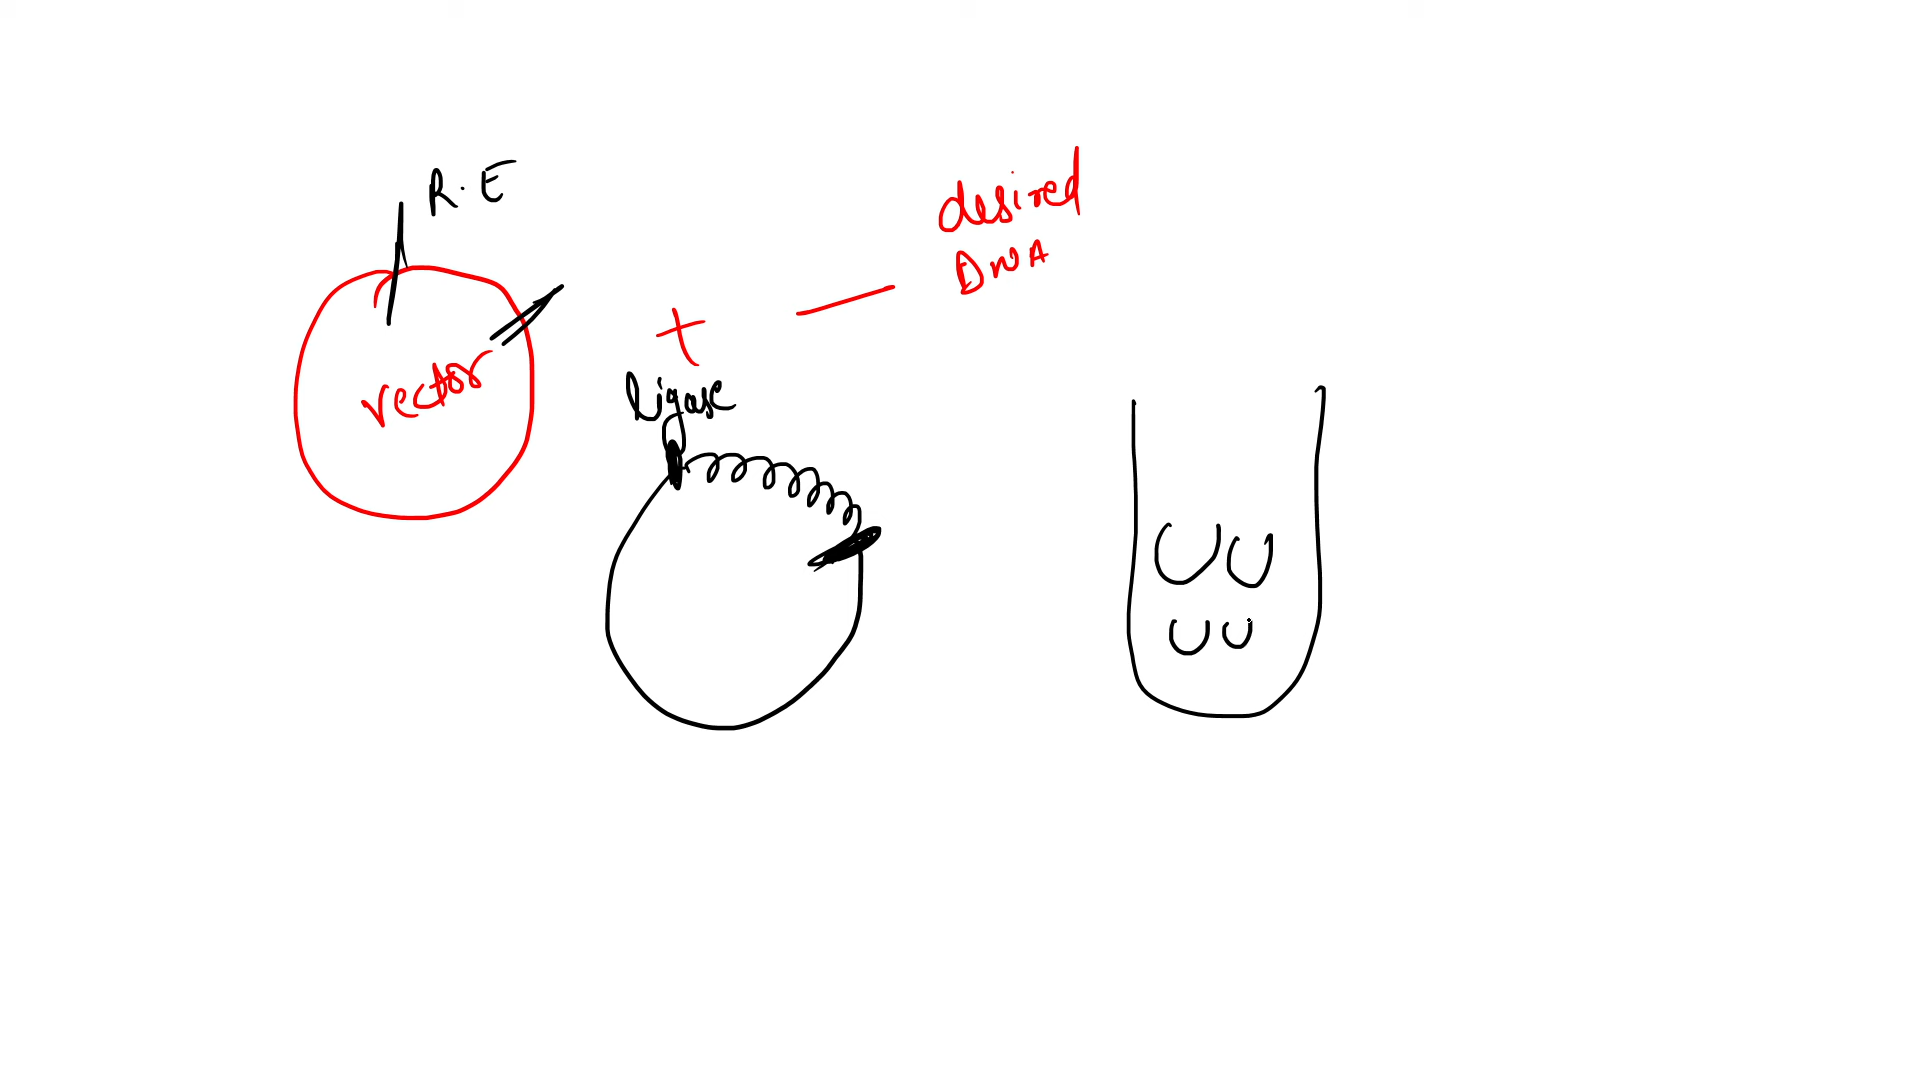 R.E
desired
DNA
vector
+
Ligase